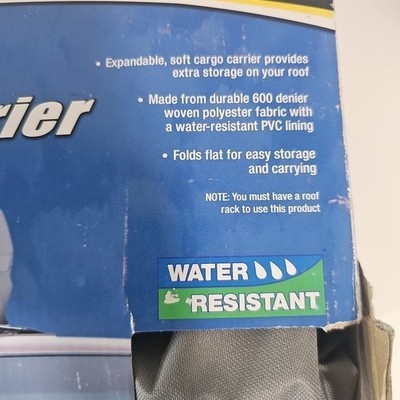 • Expandable, soft cargo carrier provides
extra storage on your roof
• Made from durable 600 denier
woven polyester fabric with
a water-resistant PVC lining
rier
• Folds flat for easy storage
and carrying
NOTE: You must have a roof
rack to use this product
WATER
RESISTANT